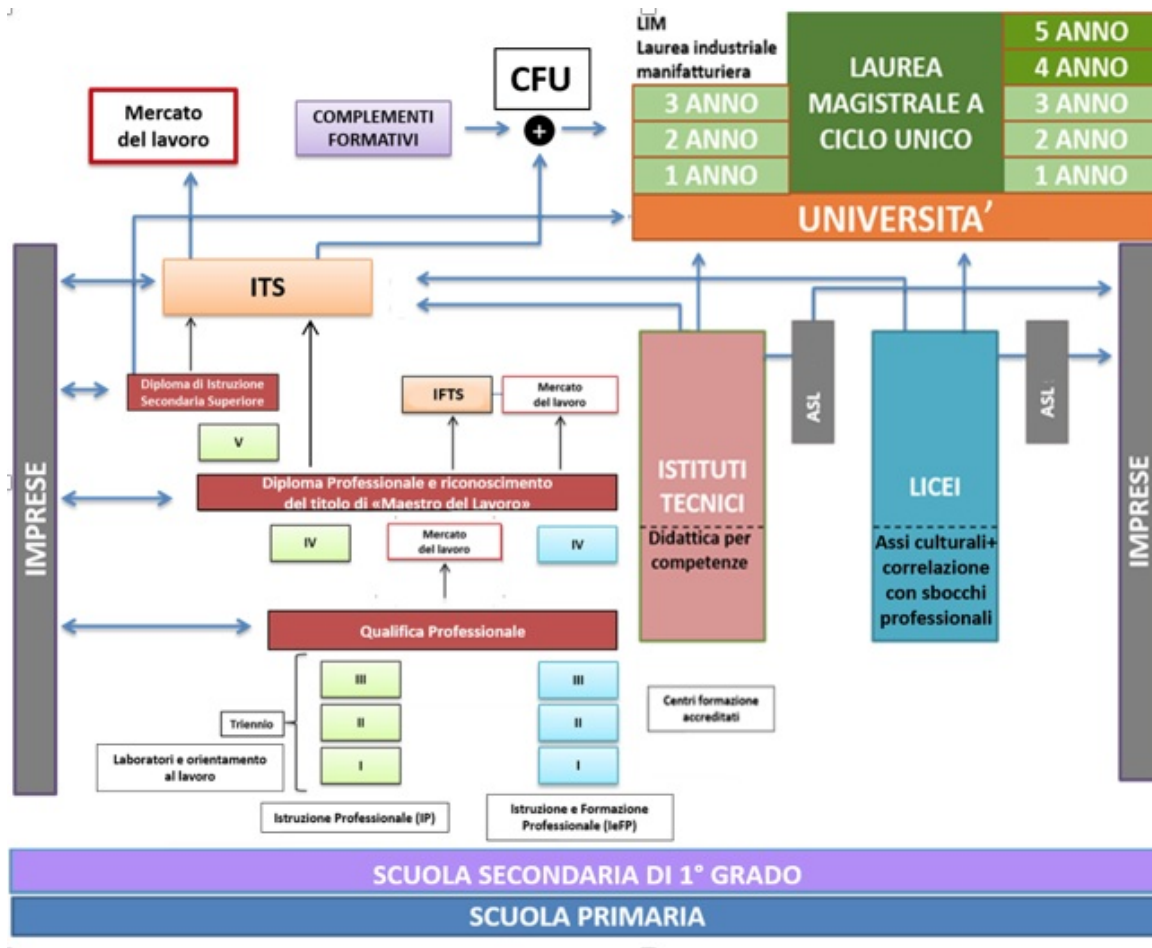 LIM
Laurea industriale
manifatturiera
3 ANNO
2 ANNO
1 ANNO
LAUREA
MAGISTRALE A
CICLO UNICO
5 ANNO
4 ANNO
3 ANNO
2 ANNO
1 ANNO
UNIVERSITA’
CFU
+
COMPLEMENTI
FORMATIVI
Mercato
del lavoro
ITS
Diploma di Istruzione
Secondaria Superiore
IFTS
Mercato
del lavoro
V
Diploma Professionale e riconoscimento
del titolo di «Maestro del Lavoro»
IV
Mercato
del lavoro
IV
Qualifica Professionale
III
II
I
III
II
I
Triennio
Laboratori e orientamento
al lavoro
Centri formazione
accreditati
Istruzione Professionale (IP)
Istruzione e Formazione
Professionale (IeFP)
ISTITUTI
TECNICI
Didattica per
competenze
ASL
LICEI
Assi culturali+
correlazione
con sbocchi
professionali
ASL :
IMPRESE
IMPRESE
SCUOLA SECONDARIA DI 1° GRADO
SCUOLA PRIMARIA